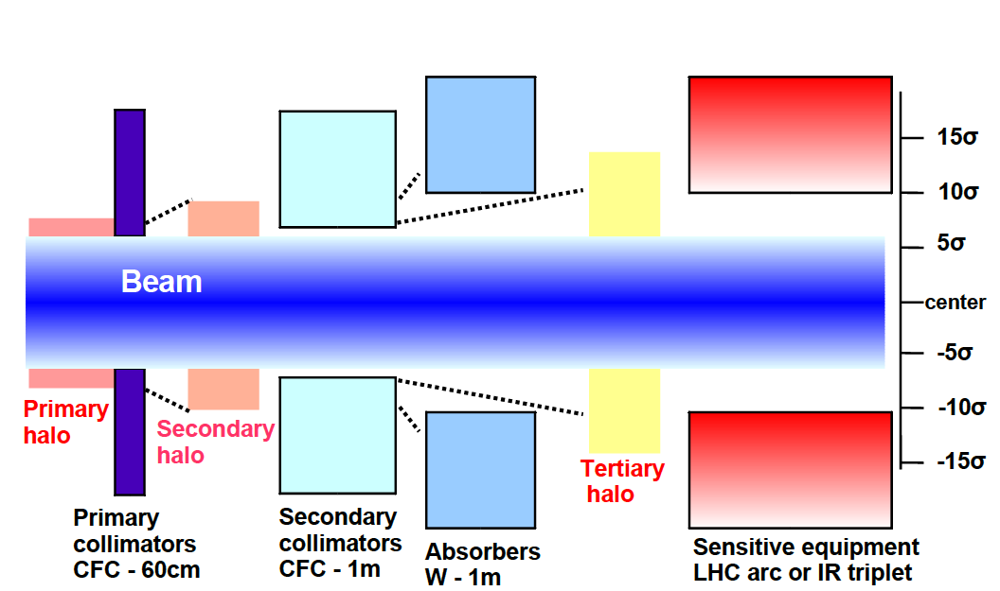 15σ
10σ
5σ
Beam
center
-5σ
Primary
halo
-10σ
Secondary
halo
-15σ
Tertiary
halo
Primary
collimators
CFC - 60cm
Secondary
collimators
CFC - 1m
Absorbers
W - 1m
Sensitive equipment
LHC arc or IR triplet